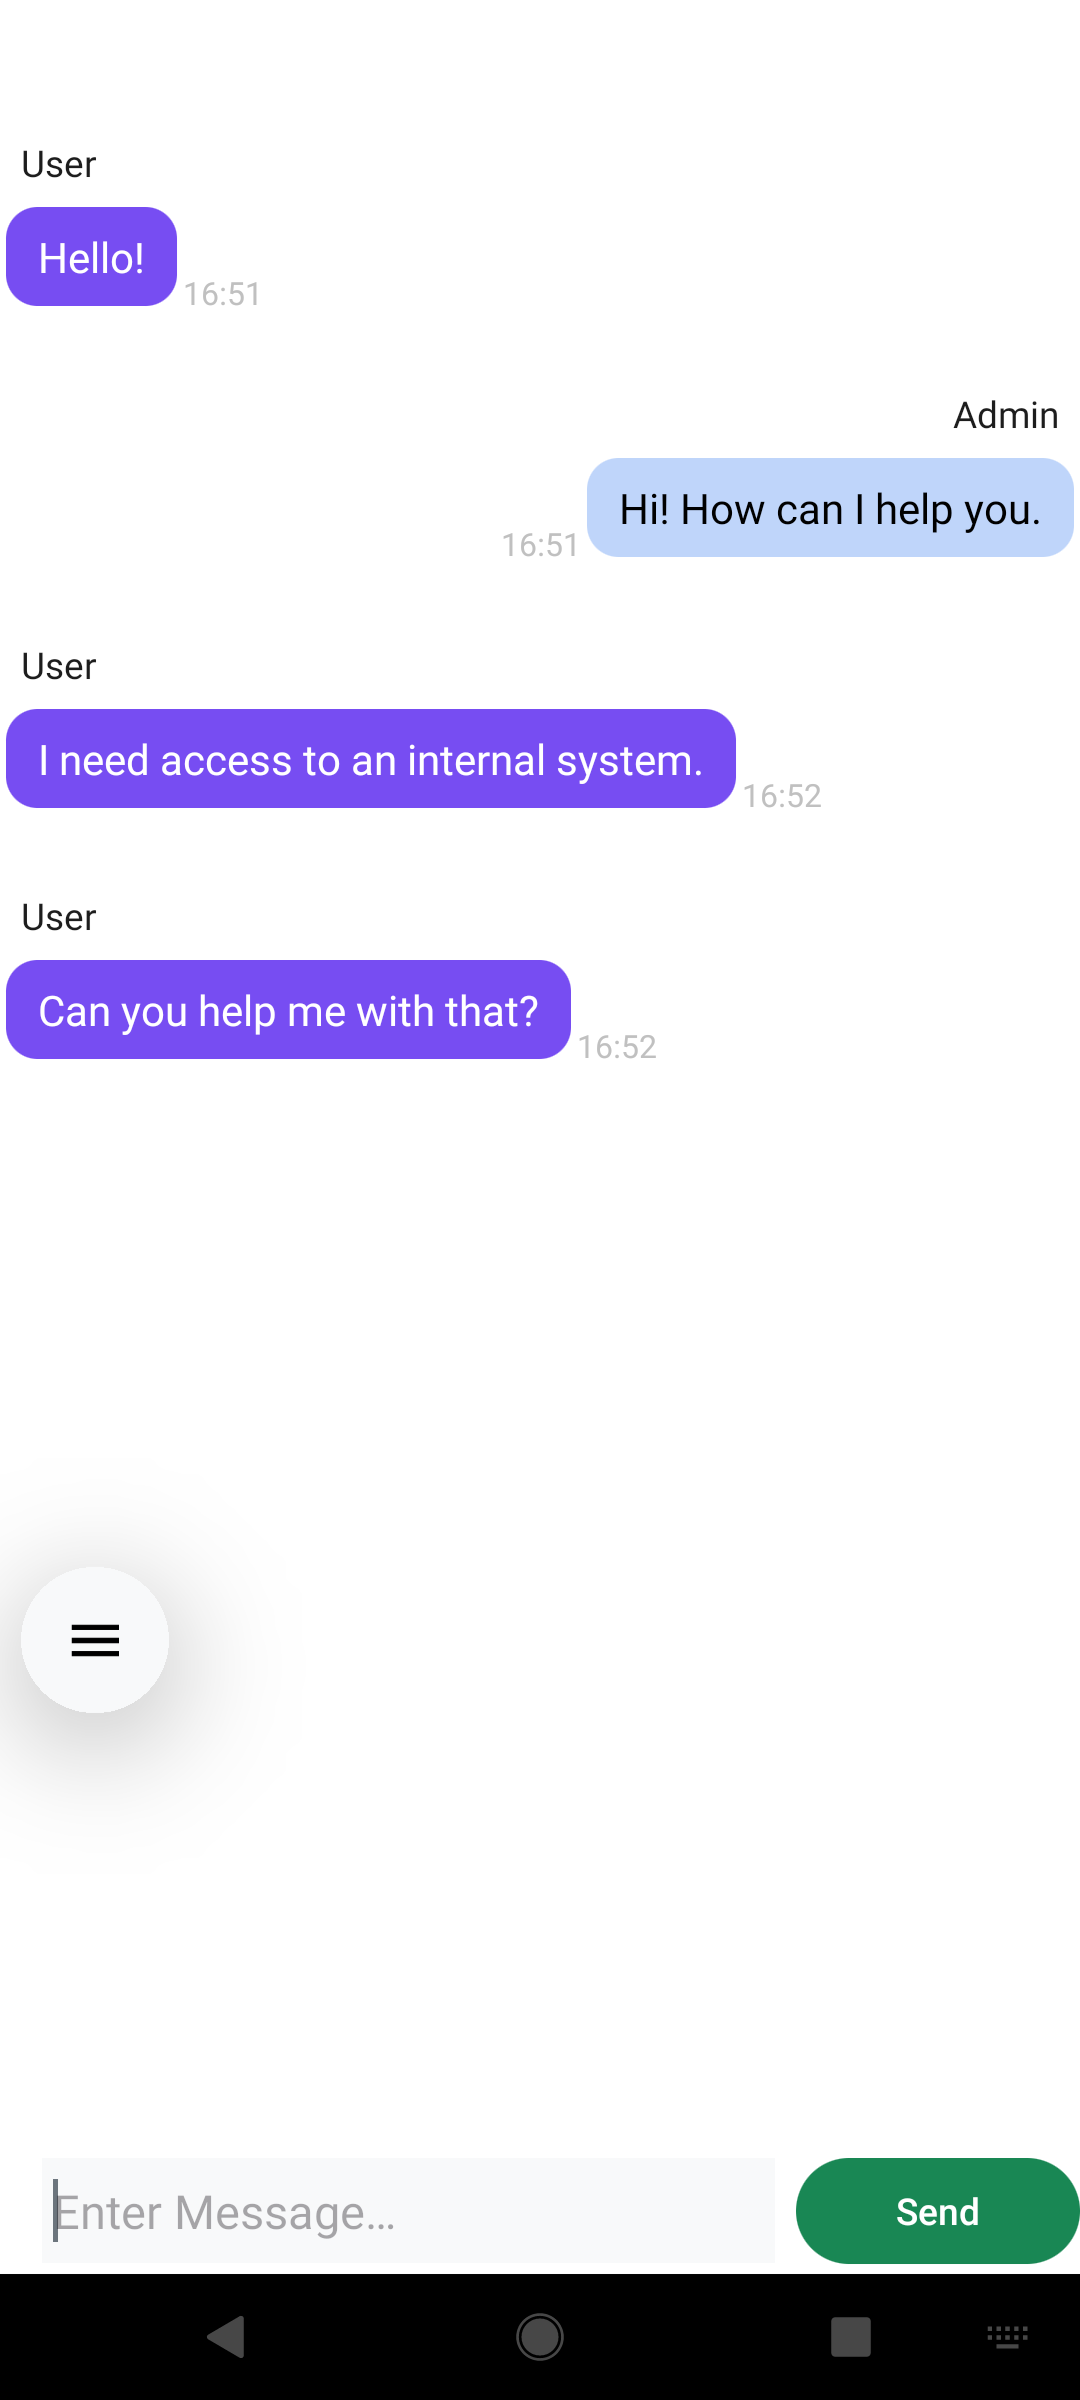 User
Hello!
16:51
Admin
Hi! How can I help you.
16:51
User
I need access to an internal system.
16:52
User
Can you help me with that?
16:52
Enter Message...
Send